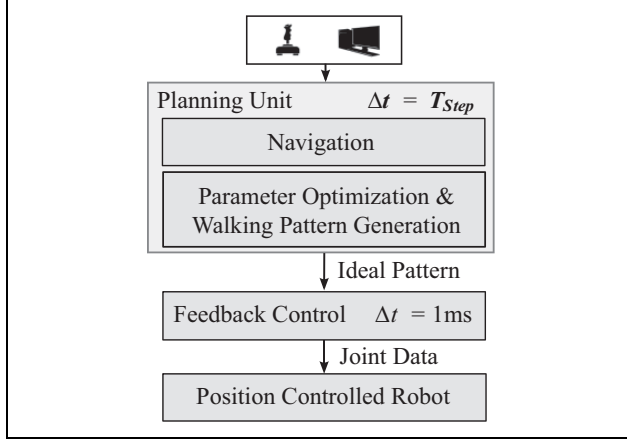 Planning Unit Δt = T_Step
Navigation
Parameter Optimization &
Walking Pattern Generation
Ideal Pattern
Feedback Control Δt = 1ms
Joint Data
Position Controlled Robot